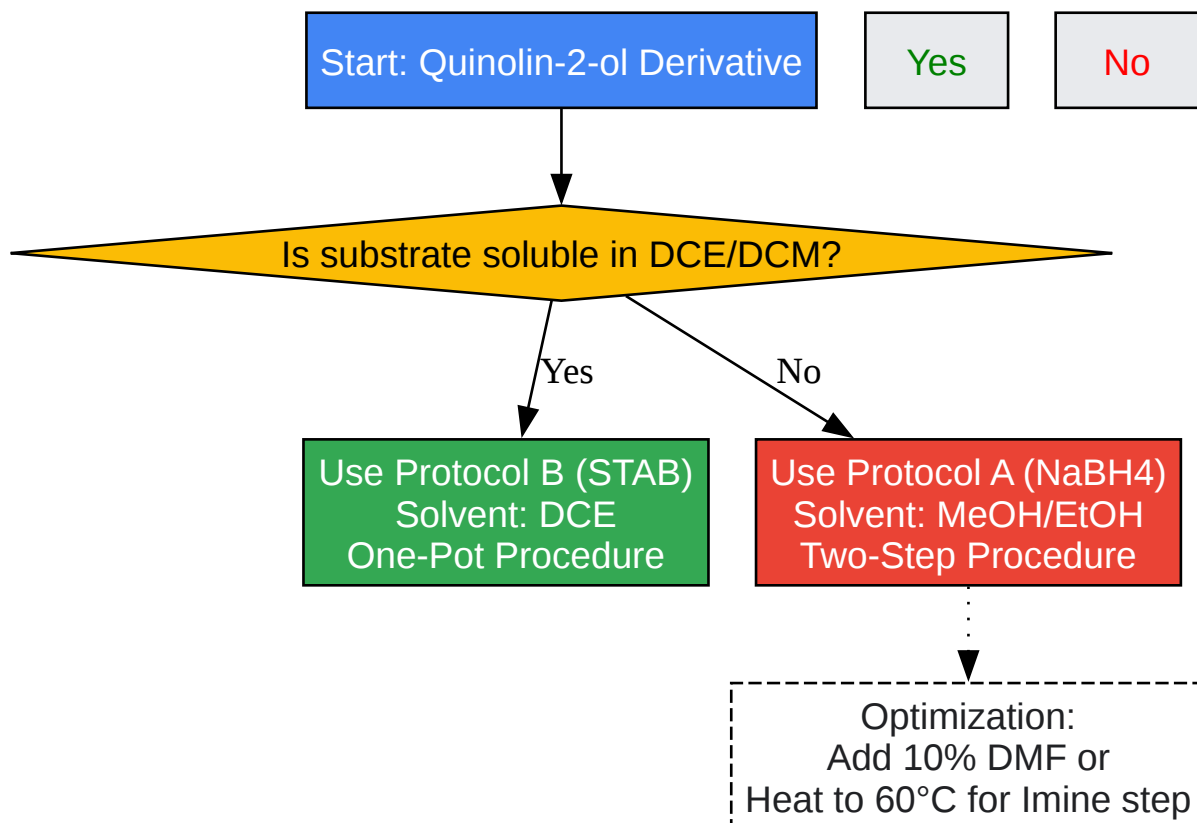 Start: Quinolin-2-ol Derivative
Yes
No
Is substrate soluble in DCE/DCM?
Yes
No
Use Protocol B (STAB)
Solvent: DCE
One-Pot Procedure
Use Protocol A (NaBH4)
Solvent: MeOH/EtOH
Two-Step Procedure
Optimization:
Add 10% DMF or
Heat to 60°C for Imine step